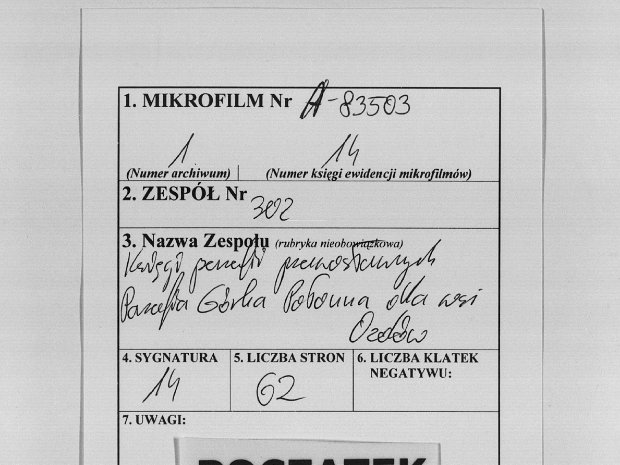 1. MIKROFILM Nr A-83503
1 14
(Numer archiwum) (Numer księgi ewidencji mikrofilmów)
2. ZESPÓŁ Nr 302
3. Nazwa Zespołu (rubryka nieobowiązkowa)
Księgi parafii prawosławnych
Parafia Górka Połonna dla wsi
4. SYGNATURA 5. LICZBA STRON 6. LICZBA KLATEK NEGATYWU:
14 62
7. UWAGI:
POCZĄTEK